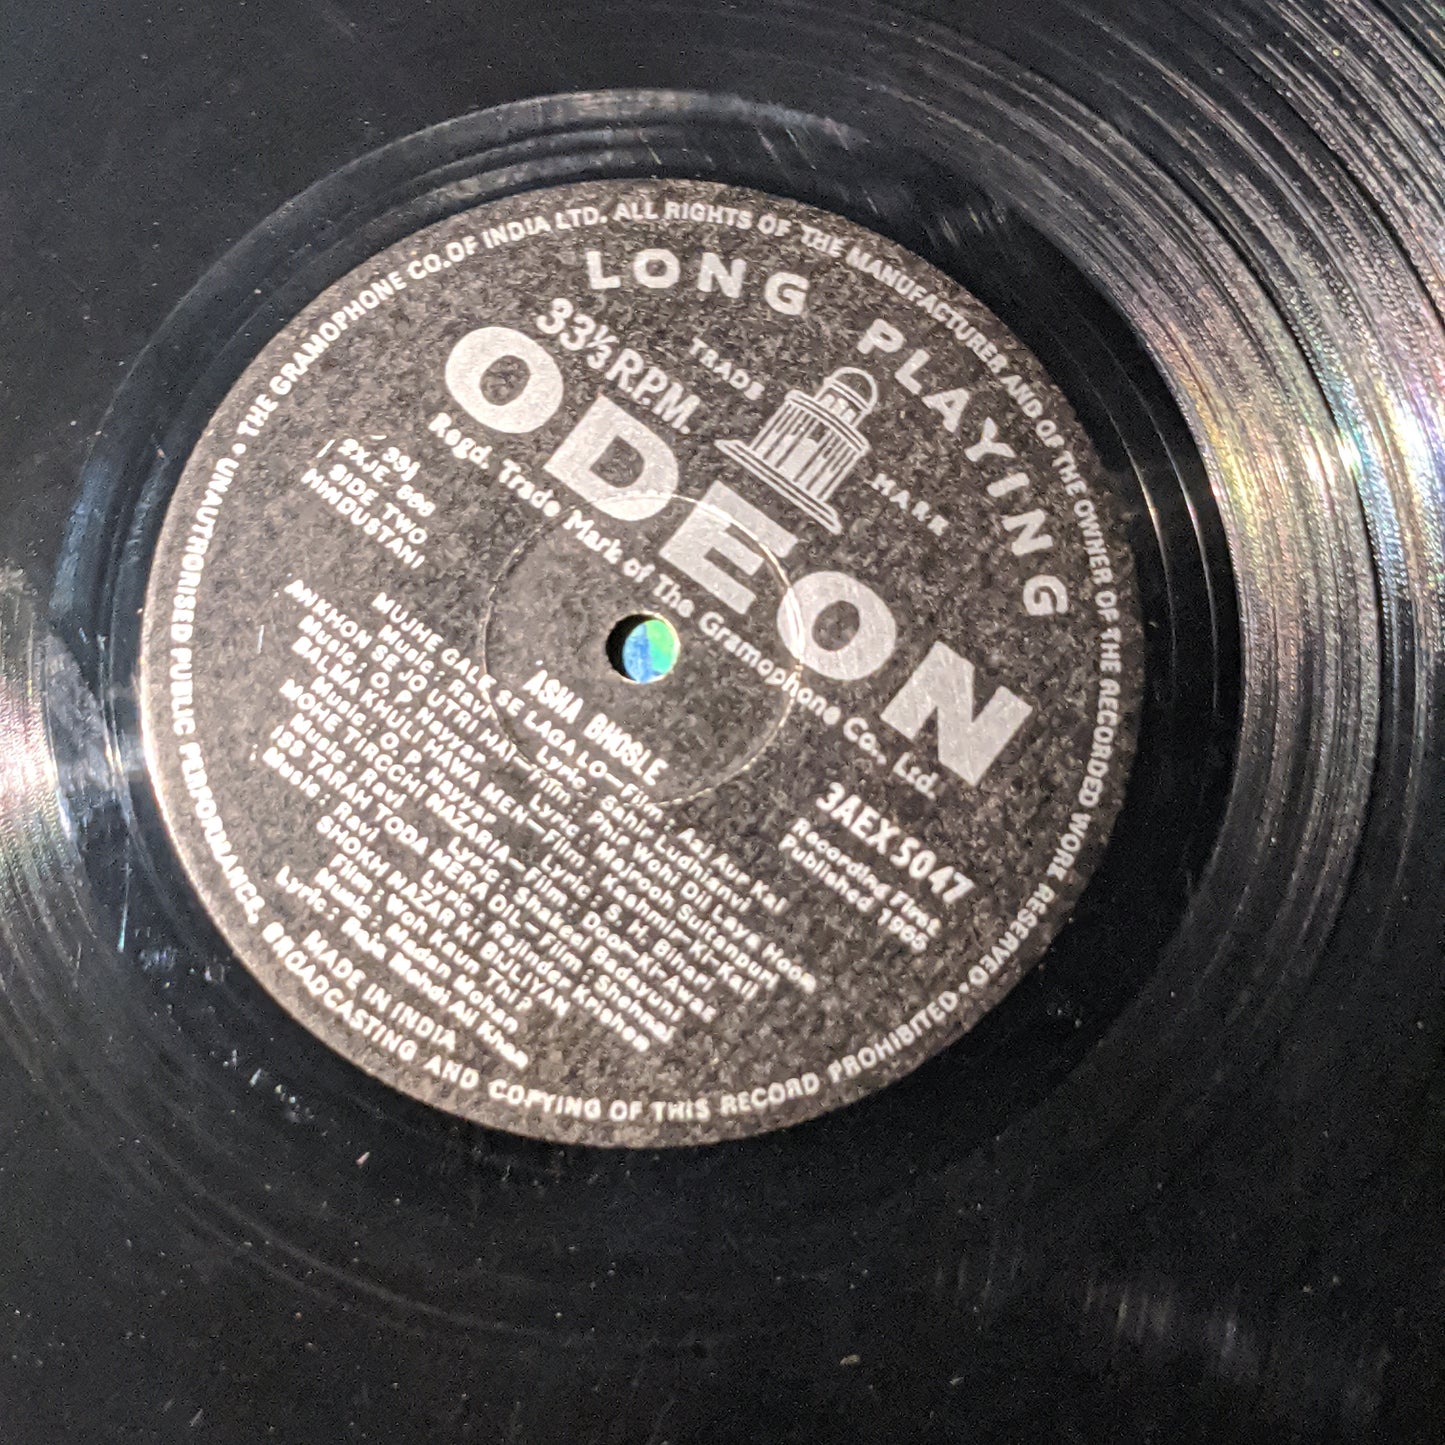 THE GRAMOPHONE CO. OF INDIA LTD. ALL RIGHTS OF THE MANUFACTURER AND OF THE OWNER OF THE RECORDED WORK RESERVED
UNAUTHORISED PUBLIC PERFORMANCE, BROADCASTING AND COPYING OF THIS RECORD PROHIBITED
LONG PLAYING
33⅓ R.P.M.
TRADE MARK
ODEON
Regd. Trade Mark of The Gramophone Co., Ltd.
2XJE 808
SIDE TWO
HINDUSTANI
3AEX 5047
Recording First
Published 1965
ASHA BHOSLE
MUJHE GALE SE LAGA LO—Film : Aaj Aur Kal
Music : Ravi Lyric : Sahir Ludhianvi
ANKHON SE JO UTRI HAI—Film : Phir Wohi Dil Laya Hoon
Music : O. P. Nayyar Lyric : Majrooh Sultanpuri
BALMA KHULI HAWA MEN—Film : Kashmir-Ki-Kali
Music : O. P. Nayyar Lyric : S. H. Bihari
MOHE TIRCCHI NAZARIA—Film : Door-Ki-Awaz
Music : Ravi Lyric : Shakeel Badayuni
IS TARAH TODA MERA DIL—Film : Shehnai
Music : Ravi Lyric : Rajinder Krishan
SHOKH NAZAR KI BIJLIYAN
Film : Woh Kaun Thi?
Music : Madan Mohan
Lyric : Raja Mehdi Ali Khan
MADE IN INDIA